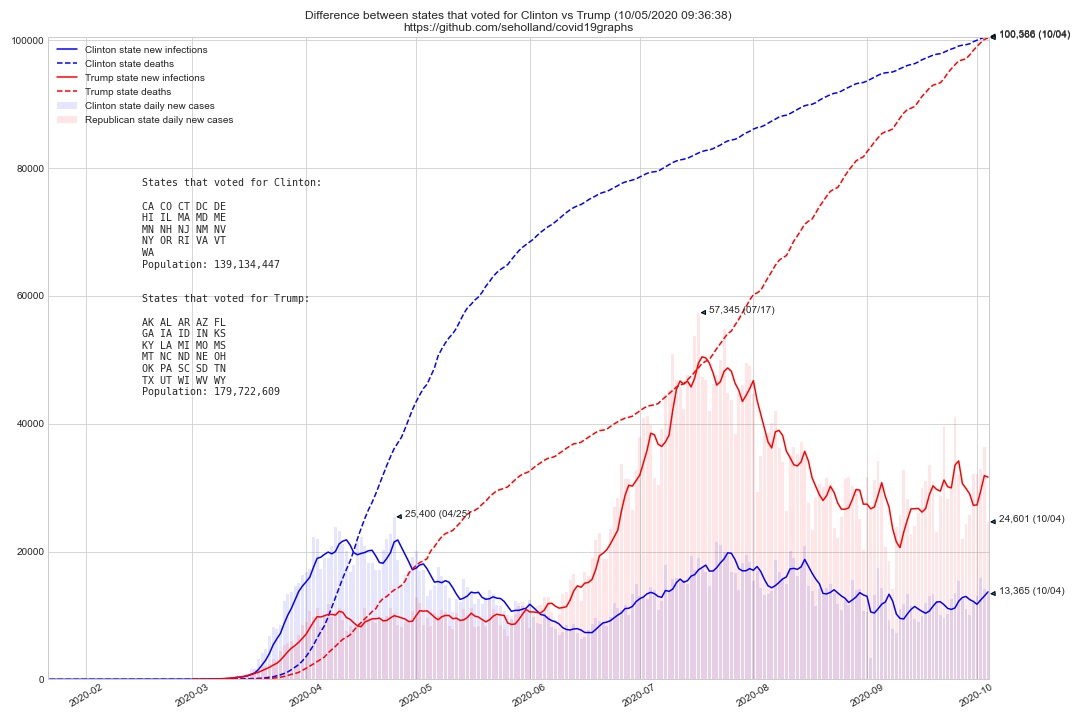 Difference between states that voted for Clinton vs Trump (10/05/2020 09:36:38)
https://github.com/seholland/covid19graphs
Clinton state new infections
Clinton state deaths
Trump state new infections
Trump state deaths
Clinton state daily new cases
Republican state daily new cases
States that voted for Clinton:
CA CO CT DC DE
HI IL MA MD ME
MN NH NJ NM NV
NY OR RI VA VT
WA
Population: 139,134,447
States that voted for Trump:
AK AL AR AZ FL
GA IA ID IN KS
KY LA MI MO MS
MT NC ND NE OH
OK PA SC SD TN
TX UT WI WV WY
Population: 179,722,609
100000
80000
60000
40000
20000
0
25,400 (04/25)
57,345 (07/17)
(10/04)
24,601 (10/04)
13,365 (10/04)
2020-02
2020-03
2020-04
2020-05
2020-06
2020-07
2020-08
2020-09
2020-10